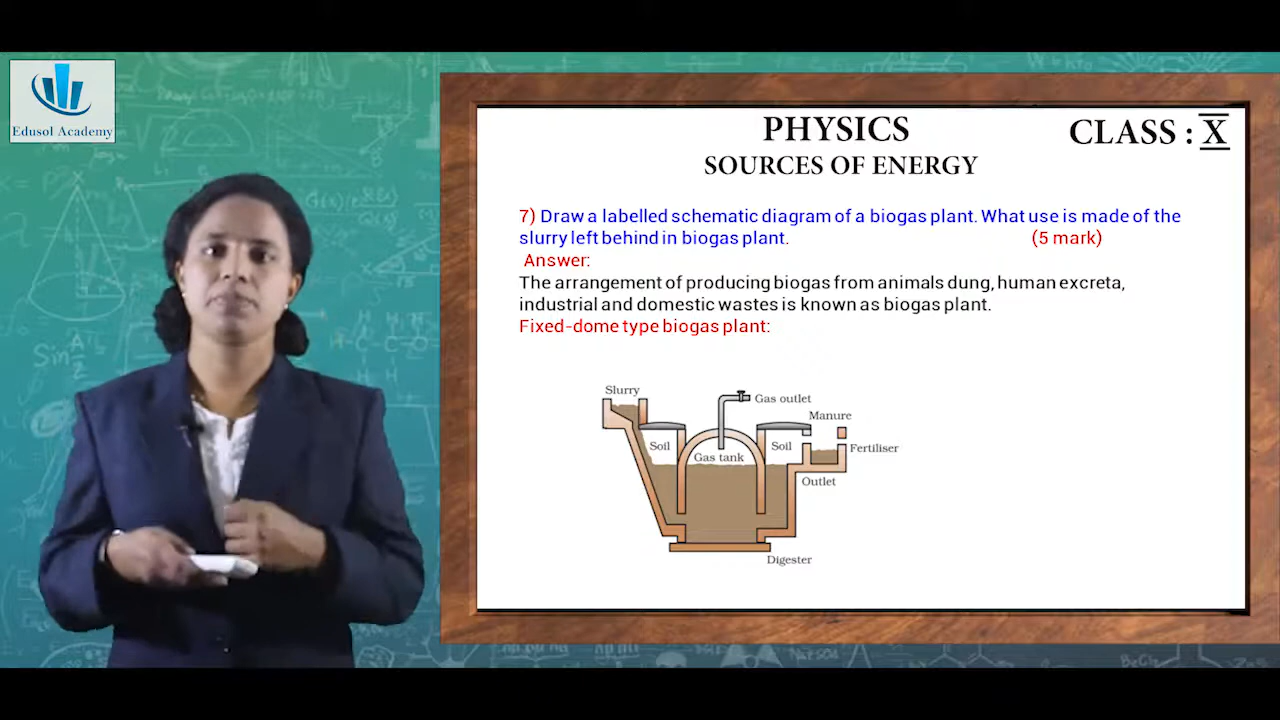 Edusol Academy
PHYSICS
CLASS : X
SOURCES OF ENERGY
7) Draw a labelled schematic diagram of a biogas plant. What use is made of the
slurry left behind in biogas plant. (5 mark)
Answer:
The arrangement of producing biogas from animals dung, human excreta,
industrial and domestic wastes is known as biogas plant.
Fixed-dome type biogas plant:
Slurry
Gas outlet
Manure
Soil
Soil
Fertiliser
Gas tank
Outlet
Digester